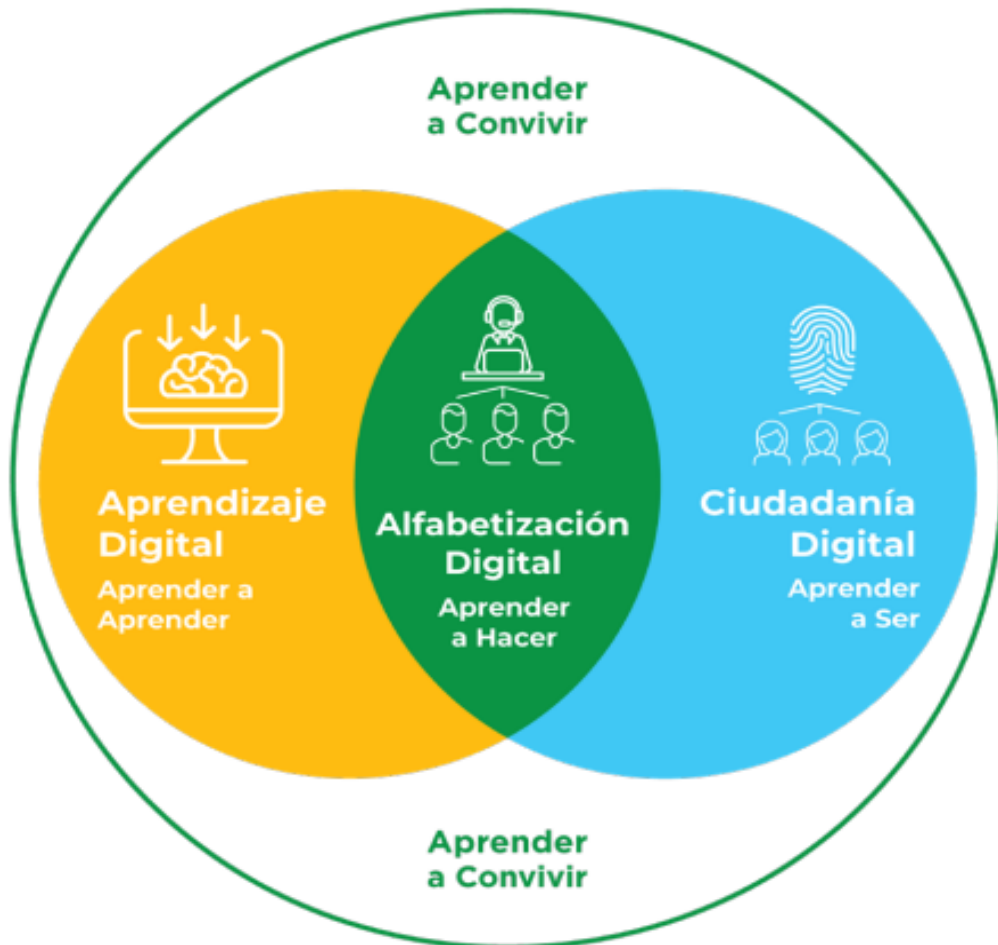 Aprender
a Convivir
Aprendizaje
Digital
Aprender a
Aprender
Alfabetización
Digital
Aprender
a Hacer
Ciudadanía
Digital
Aprender
a Ser
Aprender
a Convivir